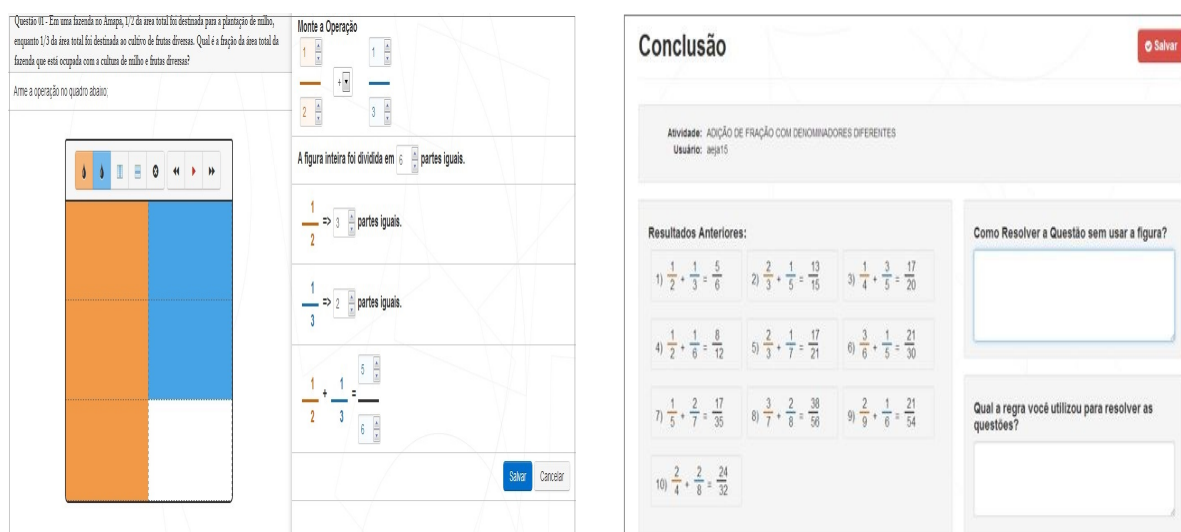 Questão 01 - Em uma fazenda no Amapa, 1/2 da area total foi destinada para a plantação de milho,
enquanto 1/3 da área total foi destinada ao cultivo de frutas diversas. Qual é a fração da área total da
fazenda que está ocupada com a cultura de milho e frutas diversas?
Arme a operação no quadro abaixo;
Monte a Operação
1 1
+
2 3
A figura inteira foi dividida em 6 partes iguais.
1/2 => 3 partes iguais.
1/3 => 2 partes iguais.
1/2 + 1/3 = 5/6
Salvar Cancelar
Conclusão
Salvar
Atividade: ADIÇÃO DE FRAÇÃO COM DENOMINADORES DIFERENTES
Usuário: aeja15
Resultados Anteriores:
1) 1/2 + 1/3 = 5/6 2) 2/3 + 1/5 = 13/15 3) 1/4 + 3/5 = 17/20
4) 1/2 + 1/6 = 8/12 5) 2/3 + 1/7 = 17/21 6) 3/6 + 1/5 = 21/30
7) 1/5 + 2/7 = 17/35 8) 3/7 + 2/8 = 38/56 9) 2/9 + 1/6 = 21/54
10) 2/4 + 2/8 = 24/32
Como Resolver a Questão sem usar a figura?
Qual a regra você utilizou para resolver as
questões?